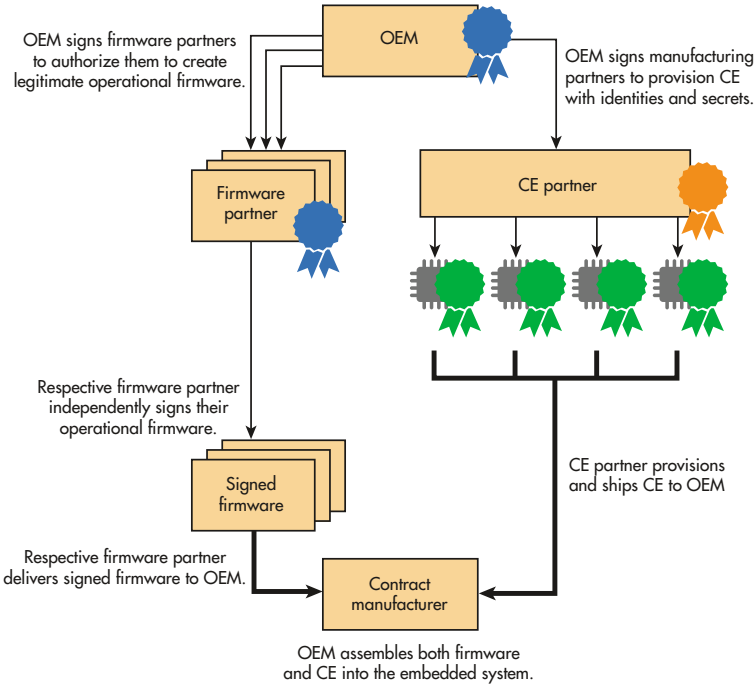 OEM signs firmware partners
to authorize them to create
legitimate operational firmware.
OEM
OEM signs manufacturing
partners to provision CE
with identities and secrets.
Firmware
partner
CE partner
Respective firmware partner
independently signs their
operational firmware.
Signed
firmware
CE partner provisions
and ships CE to OEM
Respective firmware partner
delivers signed firmware to OEM.
Contract
manufacturer
OEM assembles both firmware
and CE into the embedded system.